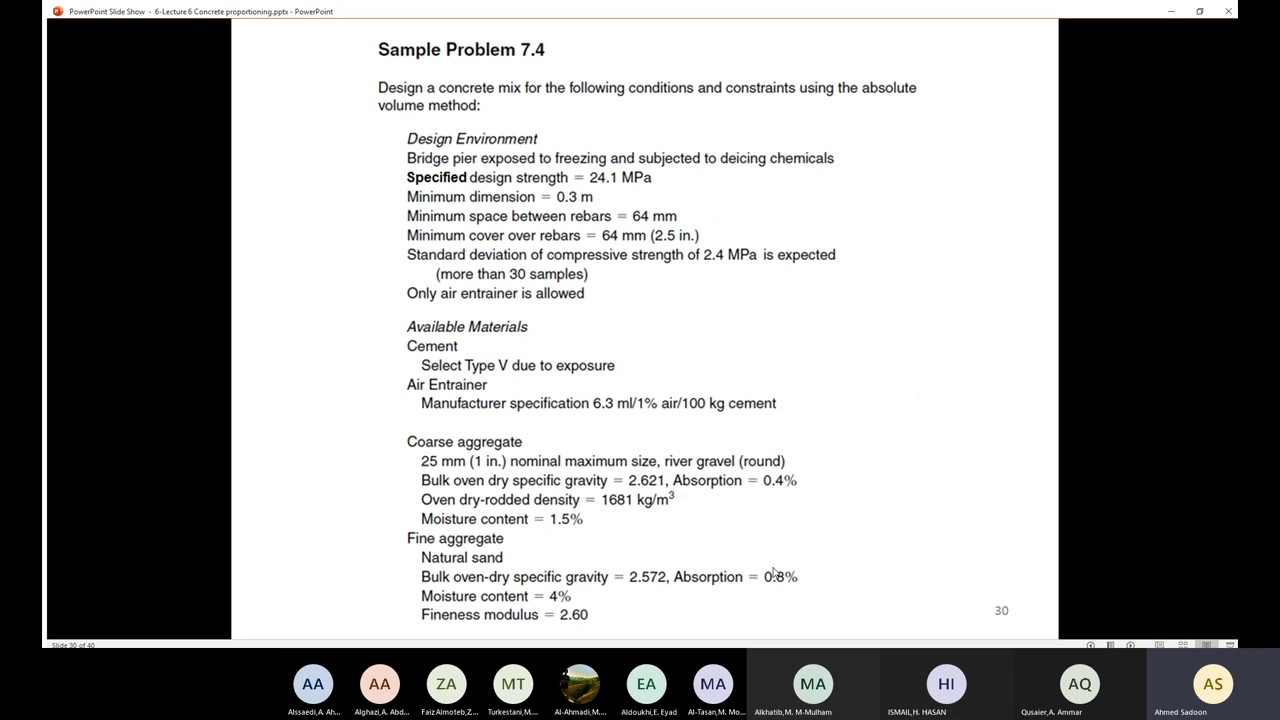 PowerPoint Slide Show - 6-Lecture 6 Concrete proportioning.pptx - PowerPoint
Sample Problem 7.4
Design a concrete mix for the following conditions and constraints using the absolute
volume method:
Design Environment
Bridge pier exposed to freezing and subjected to deicing chemicals
Specified design strength = 24.1 MPa
Minimum dimension = 0.3 m
Minimum space between rebars = 64 mm
Minimum cover over rebars = 64 mm (2.5 in.)
Standard deviation of compressive strength of 2.4 MPa is expected
(more than 30 samples)
Only air entrainer is allowed
Available Materials
Cement
Select Type V due to exposure
Air Entrainer
Manufacturer specification 6.3 ml/1% air/100 kg cement
Coarse aggregate
25 mm (1 in.) nominal maximum size, river gravel (round)
Bulk oven dry specific gravity = 2.621, Absorption = 0.4%
Oven dry-rodded density = 1681 kg/m³
Moisture content = 1.5%
Fine aggregate
Natural sand
Bulk oven-dry specific gravity = 2.572, Absorption = 0.8%
Moisture content = 4%
Fineness modulus = 2.60
30
Slide 30 of 40
AA AA ZA MT EA MA MA HI AQ AS
Alssaedi,A. Ah... Alghazi,A. Abd... Faiz Almoteb,Z... Turkestani,M.... Al-Ahmadi,M.... Aldoukhi,E. Eyad Al-Tasan,M. Mo... Alkhatib,M. M-Mulham ISMAIL,H. HASAN Qusaier,A. Ammar Ahmed Sadoon